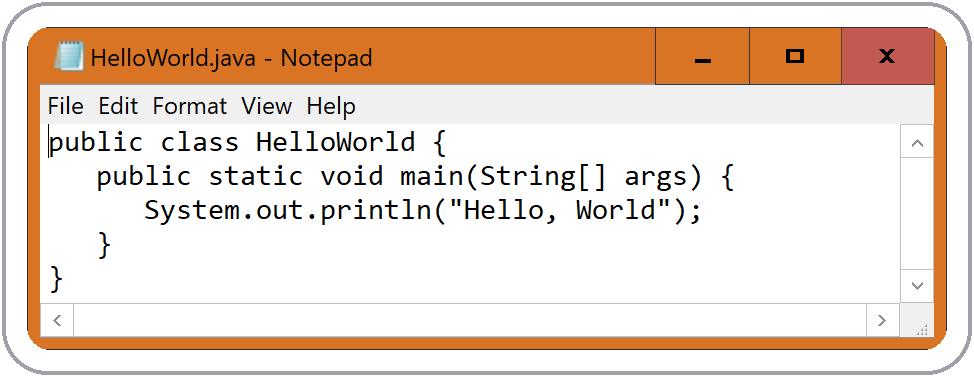 HelloWorld.java - Notepad
File Edit Format View Help
public class HelloWorld {
   public static void main(String[] args) {
      System.out.println("Hello, World");
   }
}